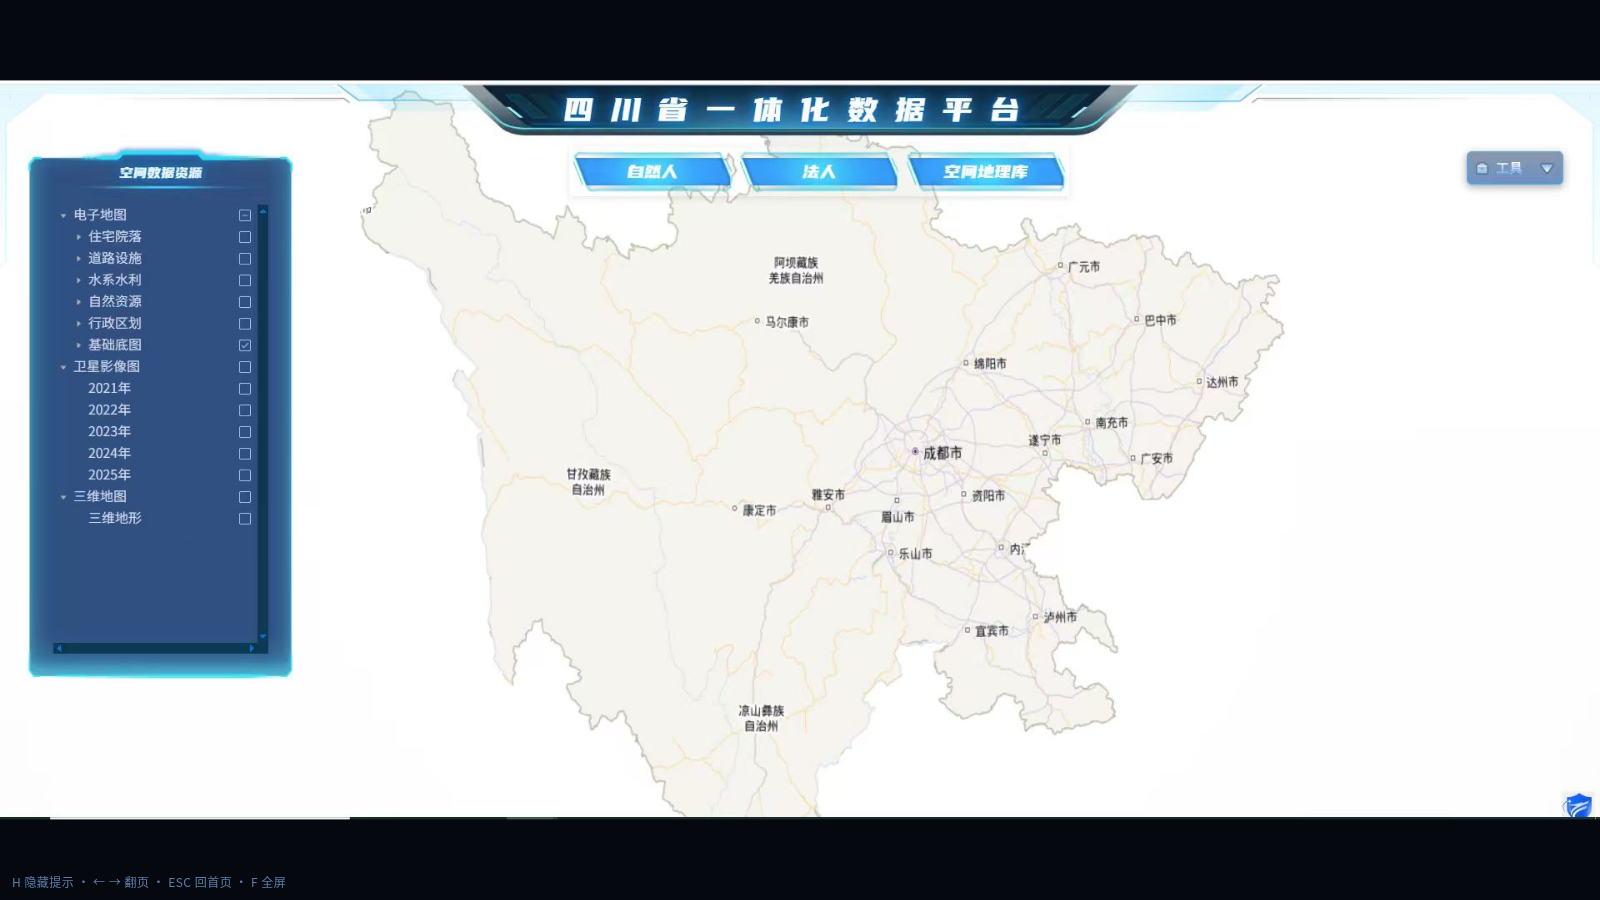 四川省一体化数据平台
自然人
法人
空间地理库
工具
空间数据资源
电子地图
住宅院落
道路设施
水系水利
自然资源
行政区划
基础底图
卫星影像图
2021年
2022年
2023年
2024年
2025年
三维地图
三维地形
阿坝藏族
羌族自治州
马尔康市
广元市
巴中市
绵阳市
达州市
南充市
遂宁市
成都市
广安市
甘孜藏族
自治州
雅安市
资阳市
康定市
眉山市
乐山市
内
泸州市
宜宾市
凉山彝族
自治州
H 隐藏提示 · ← → 翻页 · ESC 回首页 · F 全屏